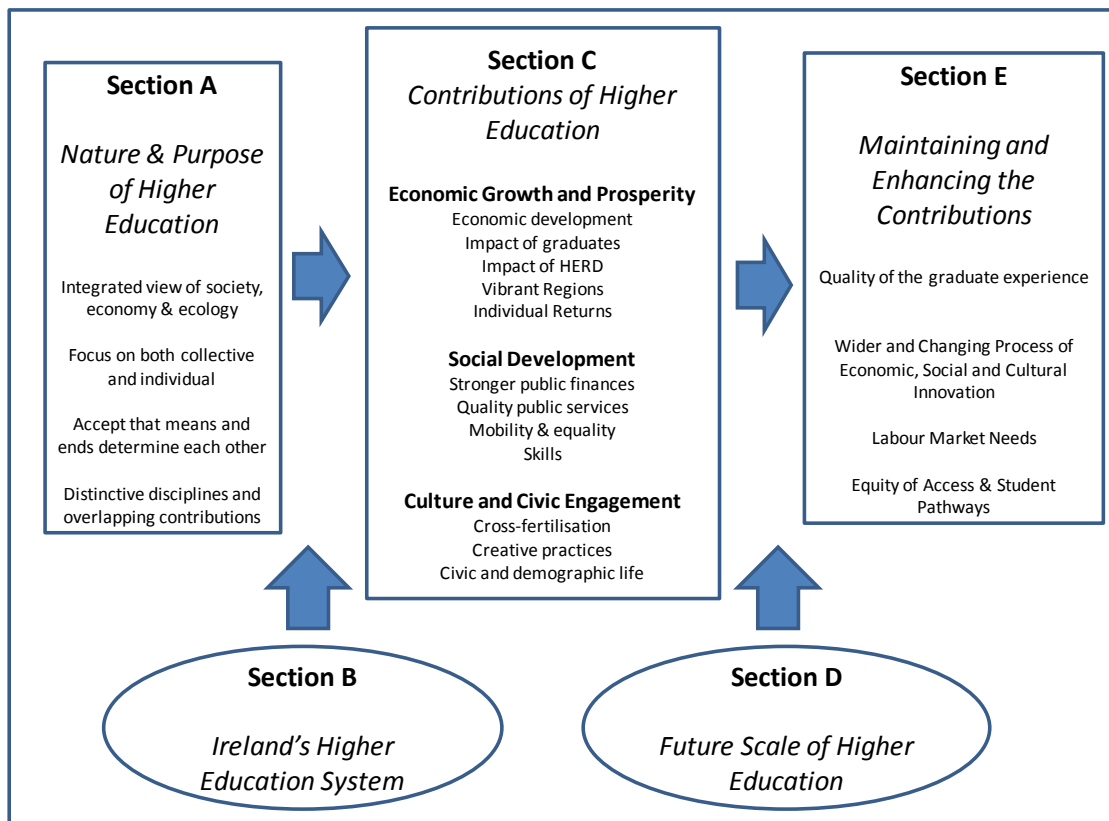 Section A
Nature & Purpose
of Higher
Education
Integrated view of society,
economy & ecology
Focus on both collective
and individual
Accept that means and
ends determine each other
Distinctive disciplines and
overlapping contributions
Section C
Contributions of Higher
Education
Economic Growth and Prosperity
Economic development
Impact of graduates
Impact of HERD
Vibrant Regions
Individual Returns
Social Development
Stronger public finances
Quality public services
Mobility & equality
Skills
Culture and Civic Engagement
Cross-fertilisation
Creative practices
Civic and demographic life
Section E
Maintaining and
Enhancing the
Contributions
Quality of the graduate experience
Wider and Changing Process of
Economic, Social and Cultural
Innovation
Labour Market Needs
Equity of Access & Student
Pathways
Section B
Ireland’s Higher
Education System
Section D
Future Scale of Higher
Education